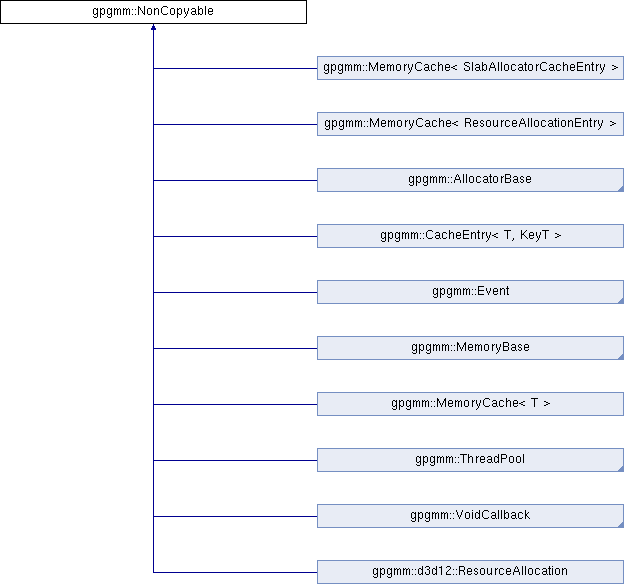 gpgmm::NonCopyable
gpgmm::MemoryCache< SlabAllocatorCacheEntry >
gpgmm::MemoryCache< ResourceAllocationEntry >
gpgmm::AllocatorBase
gpgmm::CacheEntry< T, KeyT >
gpgmm::Event
gpgmm::MemoryBase
gpgmm::MemoryCache< T >
gpgmm::ThreadPool
gpgmm::VoidCallback
gpgmm::d3d12::ResourceAllocation